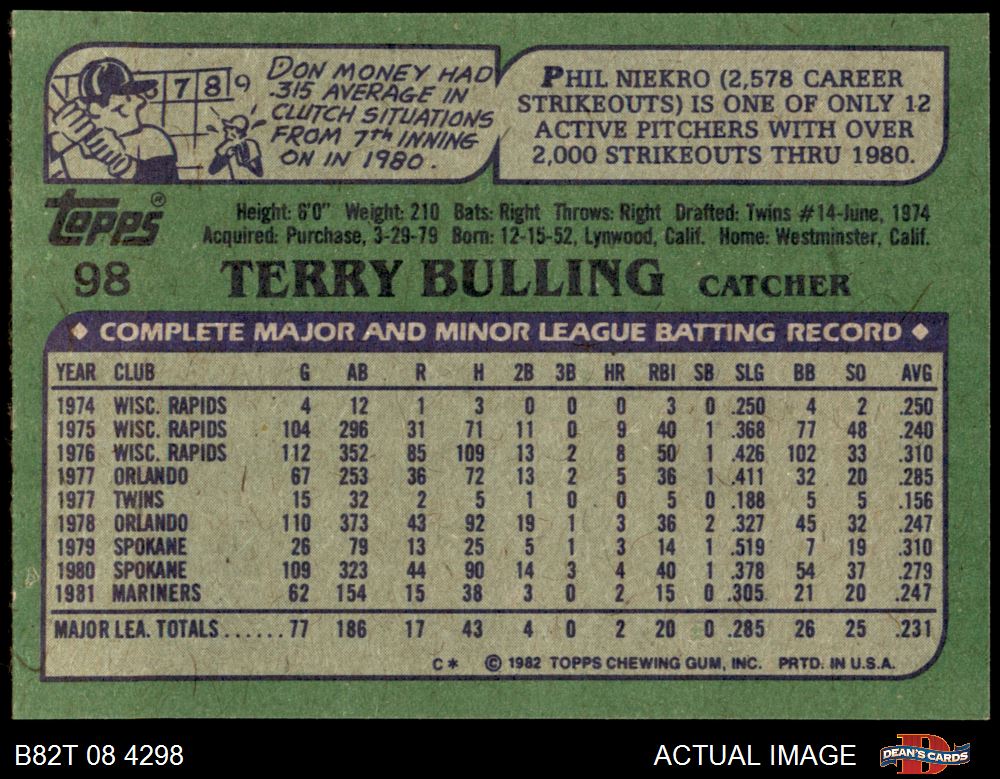 7 8 9
DON MONEY HAD
.315 AVERAGE IN
CLUTCH SITUATIONS
FROM 7th INNING
ON IN 1980.
PHIL NIEKRO (2,578 CAREER
STRIKEOUTS) IS ONE OF ONLY 12
ACTIVE PITCHERS WITH OVER
2,000 STRIKEOUTS THRU 1980.
topps®
Height: 6'0" Weight: 210 Bats: Right Throws: Right Drafted: Twins #14-June, 1974
Acquired: Purchase, 3-29-79 Born: 12-15-52, Lynwood, Calif. Home: Westminster, Calif.
98 TERRY BULLING CATCHER
◆ COMPLETE MAJOR AND MINOR LEAGUE BATTING RECORD ◆
YEAR CLUB G AB R H 2B 3B HR RBI SB SLG BB SO AVG
1974 WISC. RAPIDS 4 12 1 3 0 0 0 3 0 .250 4 2 .250
1975 WISC. RAPIDS 104 296 31 71 11 0 9 40 1 .368 77 48 .240
1976 WISC. RAPIDS 112 352 85 109 13 2 8 50 1 .426 102 33 .310
1977 ORLANDO 67 253 36 72 13 2 5 36 1 .411 32 20 .285
1977 TWINS 15 32 2 5 1 0 0 5 0 .188 5 5 .156
1978 ORLANDO 110 373 43 92 19 1 3 36 2 .327 45 32 .247
1979 SPOKANE 26 79 13 25 5 1 3 14 1 .519 7 19 .310
1980 SPOKANE 109 323 44 90 14 3 4 40 1 .378 54 37 .279
1981 MARINERS 62 154 15 38 3 0 2 15 0 .305 21 20 .247
MAJOR LEA. TOTALS......77 186 17 43 4 0 2 20 0 .285 26 25 .231
C* © 1982 TOPPS CHEWING GUM, INC. PRTD. IN U.S.A.
B82T 08 4298
ACTUAL IMAGE
D
DEAN'S CARDS